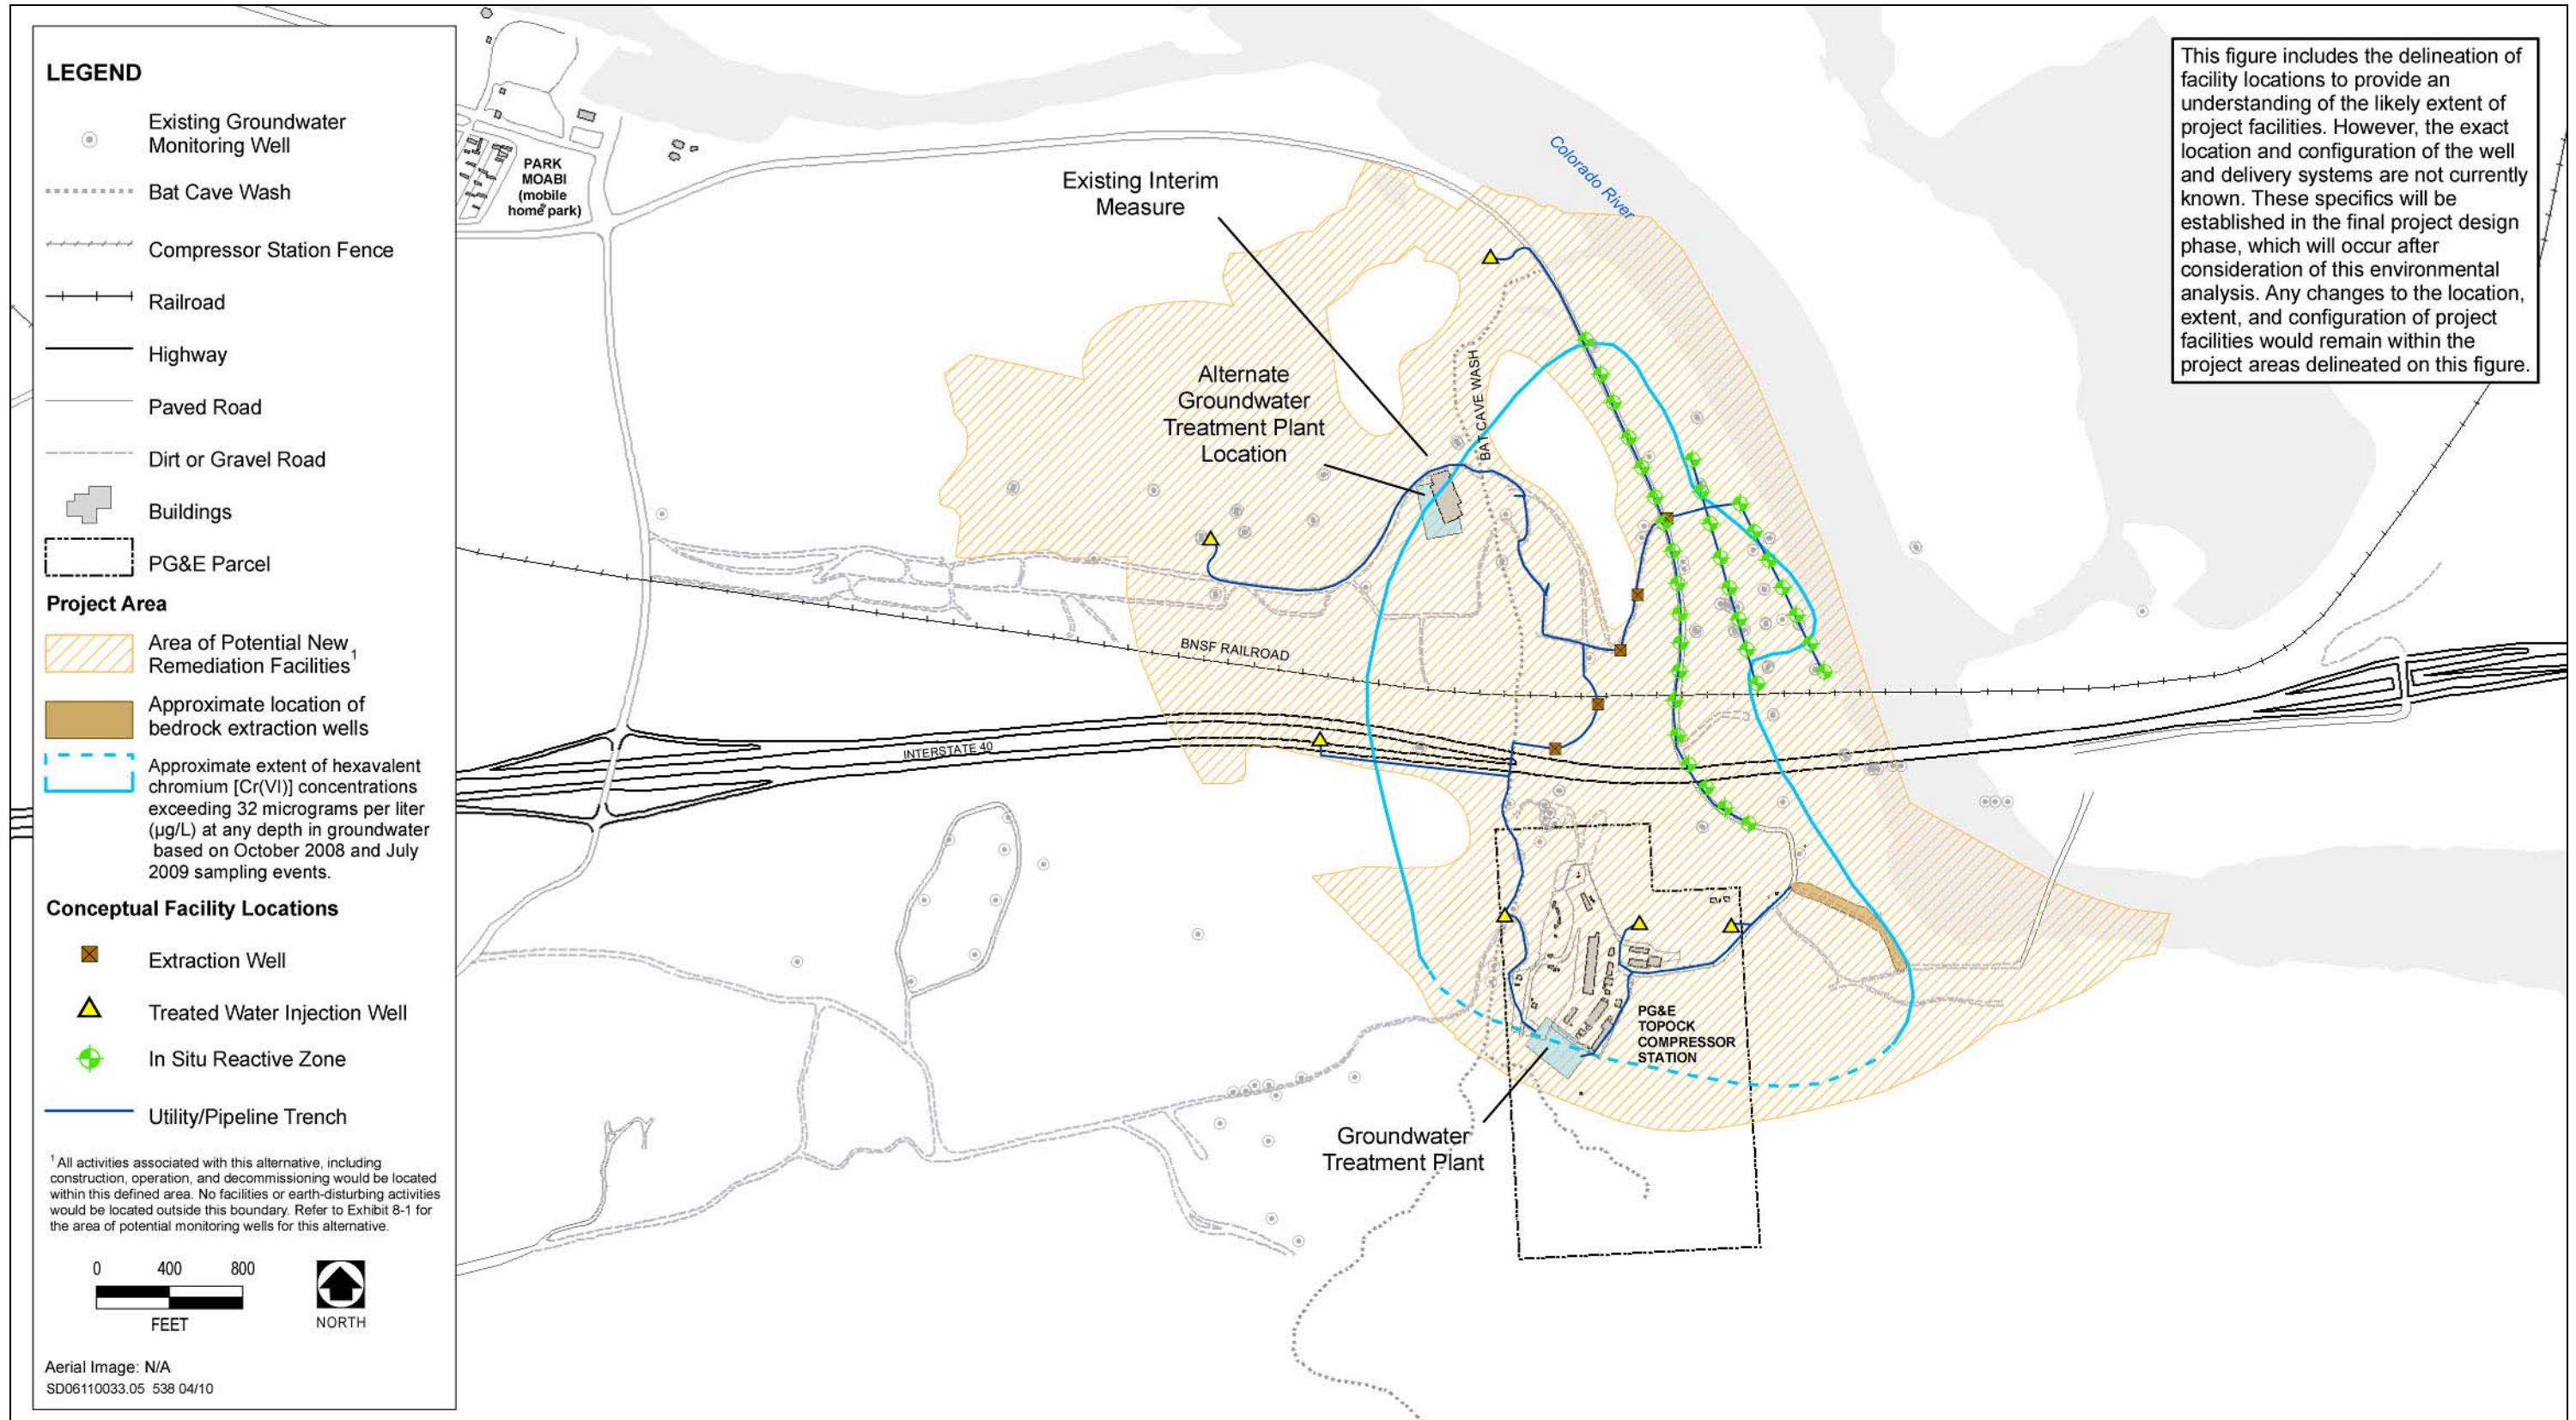 LEGEND
Existing Groundwater
Monitoring Well
Bat Cave Wash
Compressor Station Fence
Railroad
Highway
Paved Road
Dirt or Gravel Road
Buildings
PG&E Parcel
Project Area
Area of Potential New
Remediation Facilities1
Approximate location of
bedrock extraction wells
Approximate extent of hexavalent
chromium [Cr(VI)] concentrations
exceeding 32 micrograms per liter
(µg/L) at any depth in groundwater
based on October 2008 and July
2009 sampling events.
Conceptual Facility Locations
Extraction Well
Treated Water Injection Well
In Situ Reactive Zone
Utility/Pipeline Trench
1 All activities associated with this alternative, including
construction, operation, and decommissioning would be located
within this defined area. No facilities or earth-disturbing activities
would be located outside this boundary. Refer to Exhibit 8-1 for
the area of potential monitoring wells for this alternative.
0 400 800
FEET
NORTH
Aerial Image: N/A
SD06110033.05 538 04/10
PARK
MOABI
(mobile
home park)
Existing Interim
Measure
Alternate
Groundwater
Treatment Plant
Location
Colorado River
BAT CAVE WASH
BNSF RAILROAD
INTERSTATE 40
PG&E
TOPOCK
COMPRESSOR
STATION
Groundwater
Treatment Plant
This figure includes the delineation of
facility locations to provide an
understanding of the likely extent of
project facilities. However, the exact
location and configuration of the well
and delivery systems are not currently
known. These specifics will be
established in the final project design
phase, which will occur after
consideration of this environmental
analysis. Any changes to the location,
extent, and configuration of project
facilities would remain within the
project areas delineated on this figure.